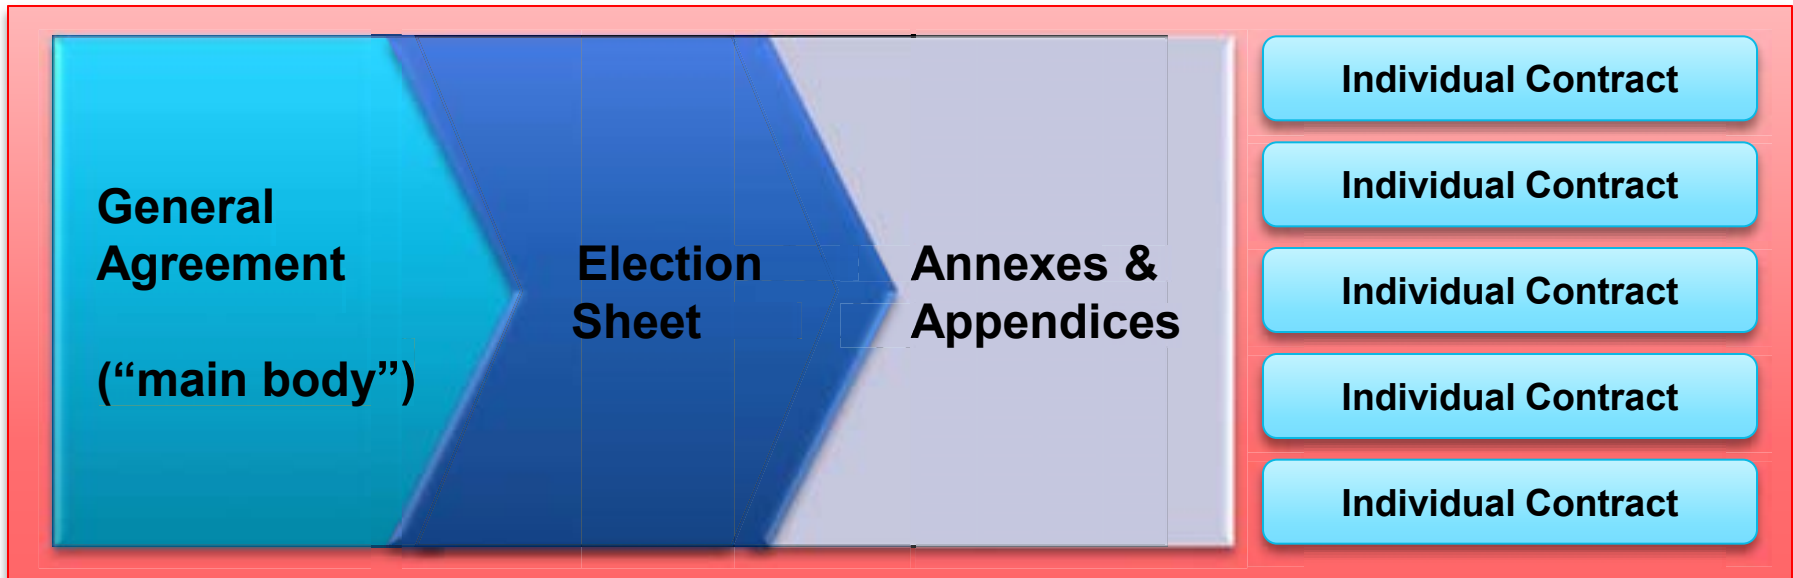 General
Agreement
(“main body”)
Election
Sheet
Annexes &
Appendices
Individual Contract
Individual Contract
Individual Contract
Individual Contract
Individual Contract